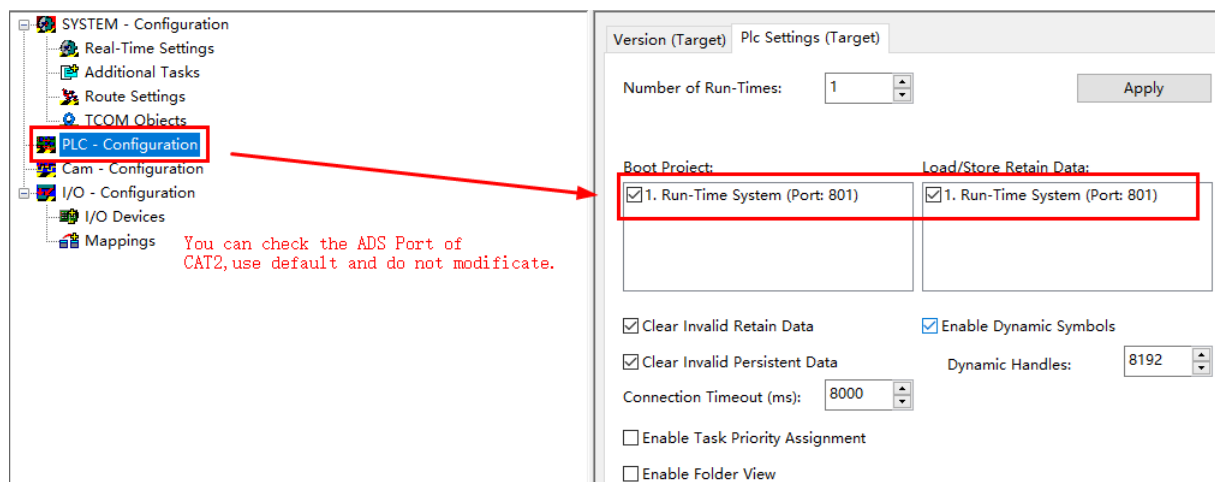 SYSTEM - Configuration
Real-Time Settings
Additional Tasks
Route Settings
TCOM Objects
PLC - Configuration
Cam - Configuration
I/O - Configuration
I/O Devices
Mappings
You can check the ADS Port of
CAT2,use default and do not modificate.
Version (Target) Plc Settings (Target)
Number of Run-Times: 1 Apply
Boot Project: Load/Store Retain Data:
1. Run-Time System (Port: 801) 1. Run-Time System (Port: 801)
Clear Invalid Retain Data Enable Dynamic Symbols
Clear Invalid Persistent Data Dynamic Handles: 8192
Connection Timeout (ms): 8000
Enable Task Priority Assignment
Enable Folder View